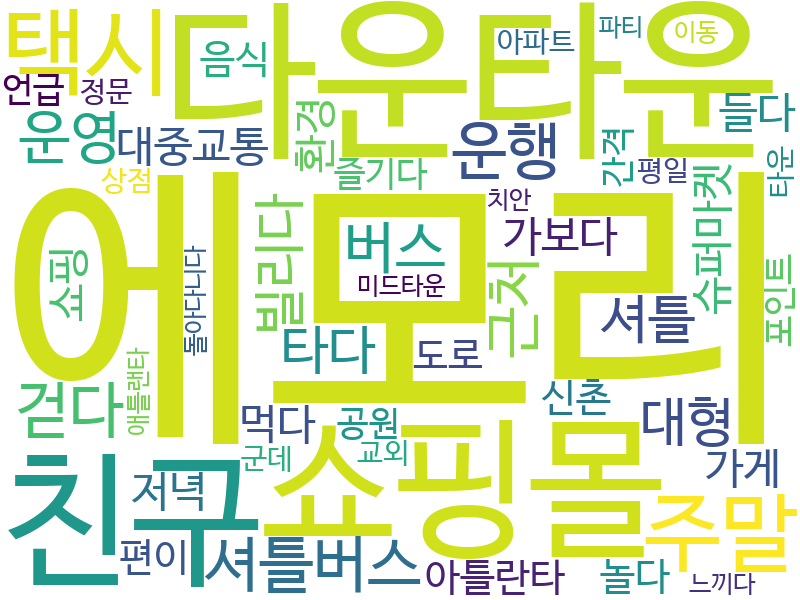 택시
다운타운
음식
아파트
파티
이동
언급
정문
운영
대중교통
환경
운행
간격
들다
상점
즐기다
평일
타운
에모리
쇼핑
돌아다니다
빌리다
버스
미드타운
치안
가보다
근처
슈퍼마켓
포인트
셔틀
타다
도로
걷다
애틀랜타
먹다
공원
신촌
대형
군데
교외
가게
친구
저녁
쇼핑몰
주말
편이
셔틀버스
아틀란타
놀다
느끼다